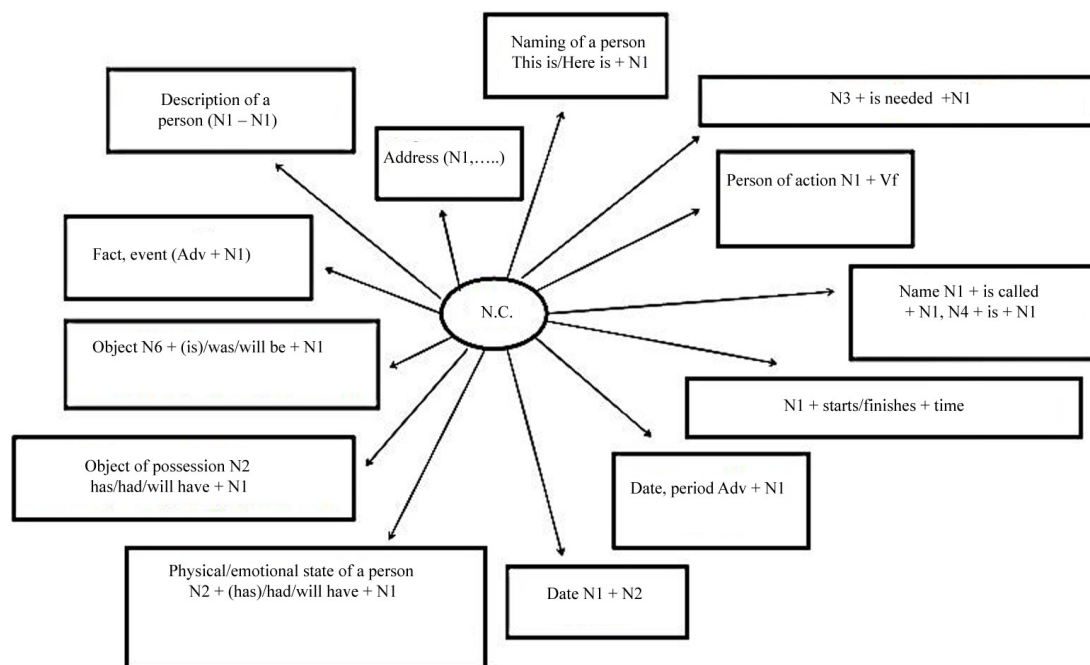 Naming of a person
This is/Here is + N1
Description of a
person (N1 – N1)
N3 + is needed +N1
Address (N1,…..)
Person of action N1 + Vf
Fact, event (Adv + N1)
N.C.
Name N1 + is called
+ N1, N4 + is + N1
Object N6 + (is)/was/will be + N1
N1 + starts/finishes + time
Object of possession N2
has/had/will have + N1
Date, period Adv + N1
Physical/emotional state of a person
N2 + (has)/had/will have + N1
Date N1 + N2